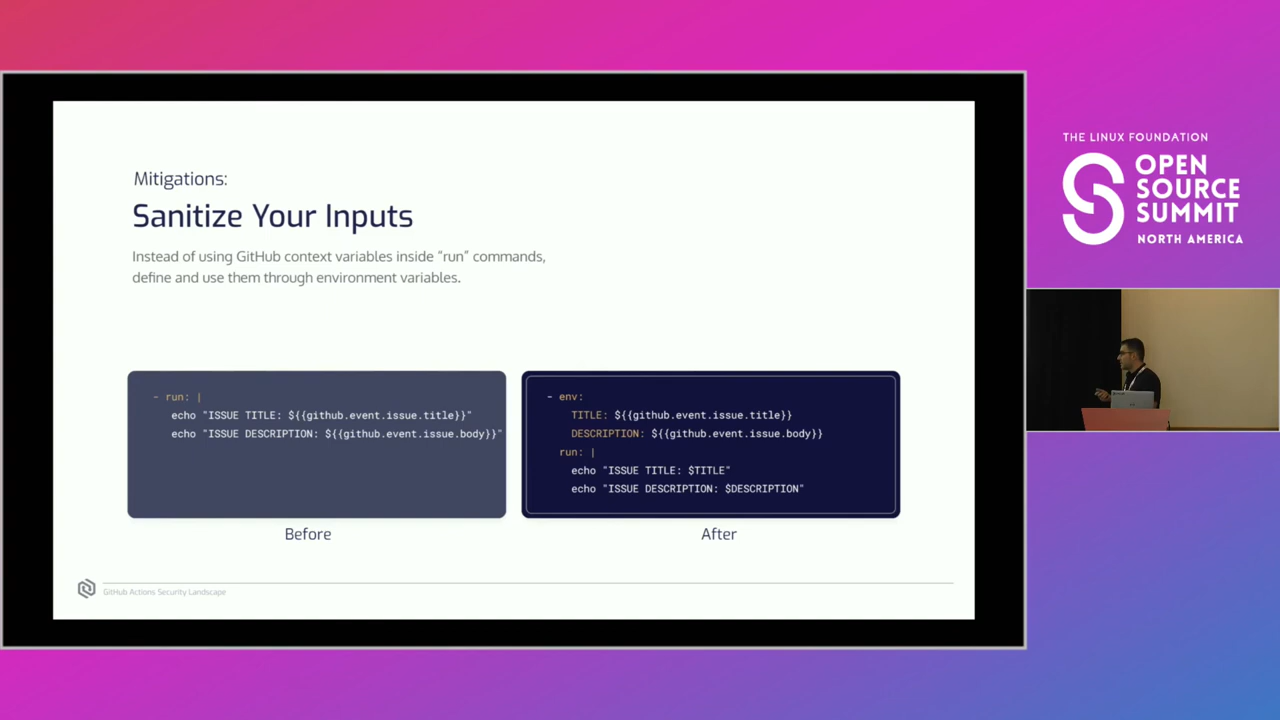 Mitigations:
Sanitize Your Inputs
Instead of using GitHub context variables inside “run” commands,
define and use them through environment variables.
- run: |
echo "ISSUE TITLE: ${{github.event.issue.title}}"
echo "ISSUE DESCRIPTION: ${{github.event.issue.body}}"
Before
- env:
TITLE: ${{github.event.issue.title}}
DESCRIPTION: ${{github.event.issue.body}}
run: |
echo "ISSUE TITLE: $TITLE"
echo "ISSUE DESCRIPTION: $DESCRIPTION"
After
GitHub Actions Security Landscape
THE LINUX FOUNDATION
OPEN
SOURCE
SUMMIT
NORTH AMERICA